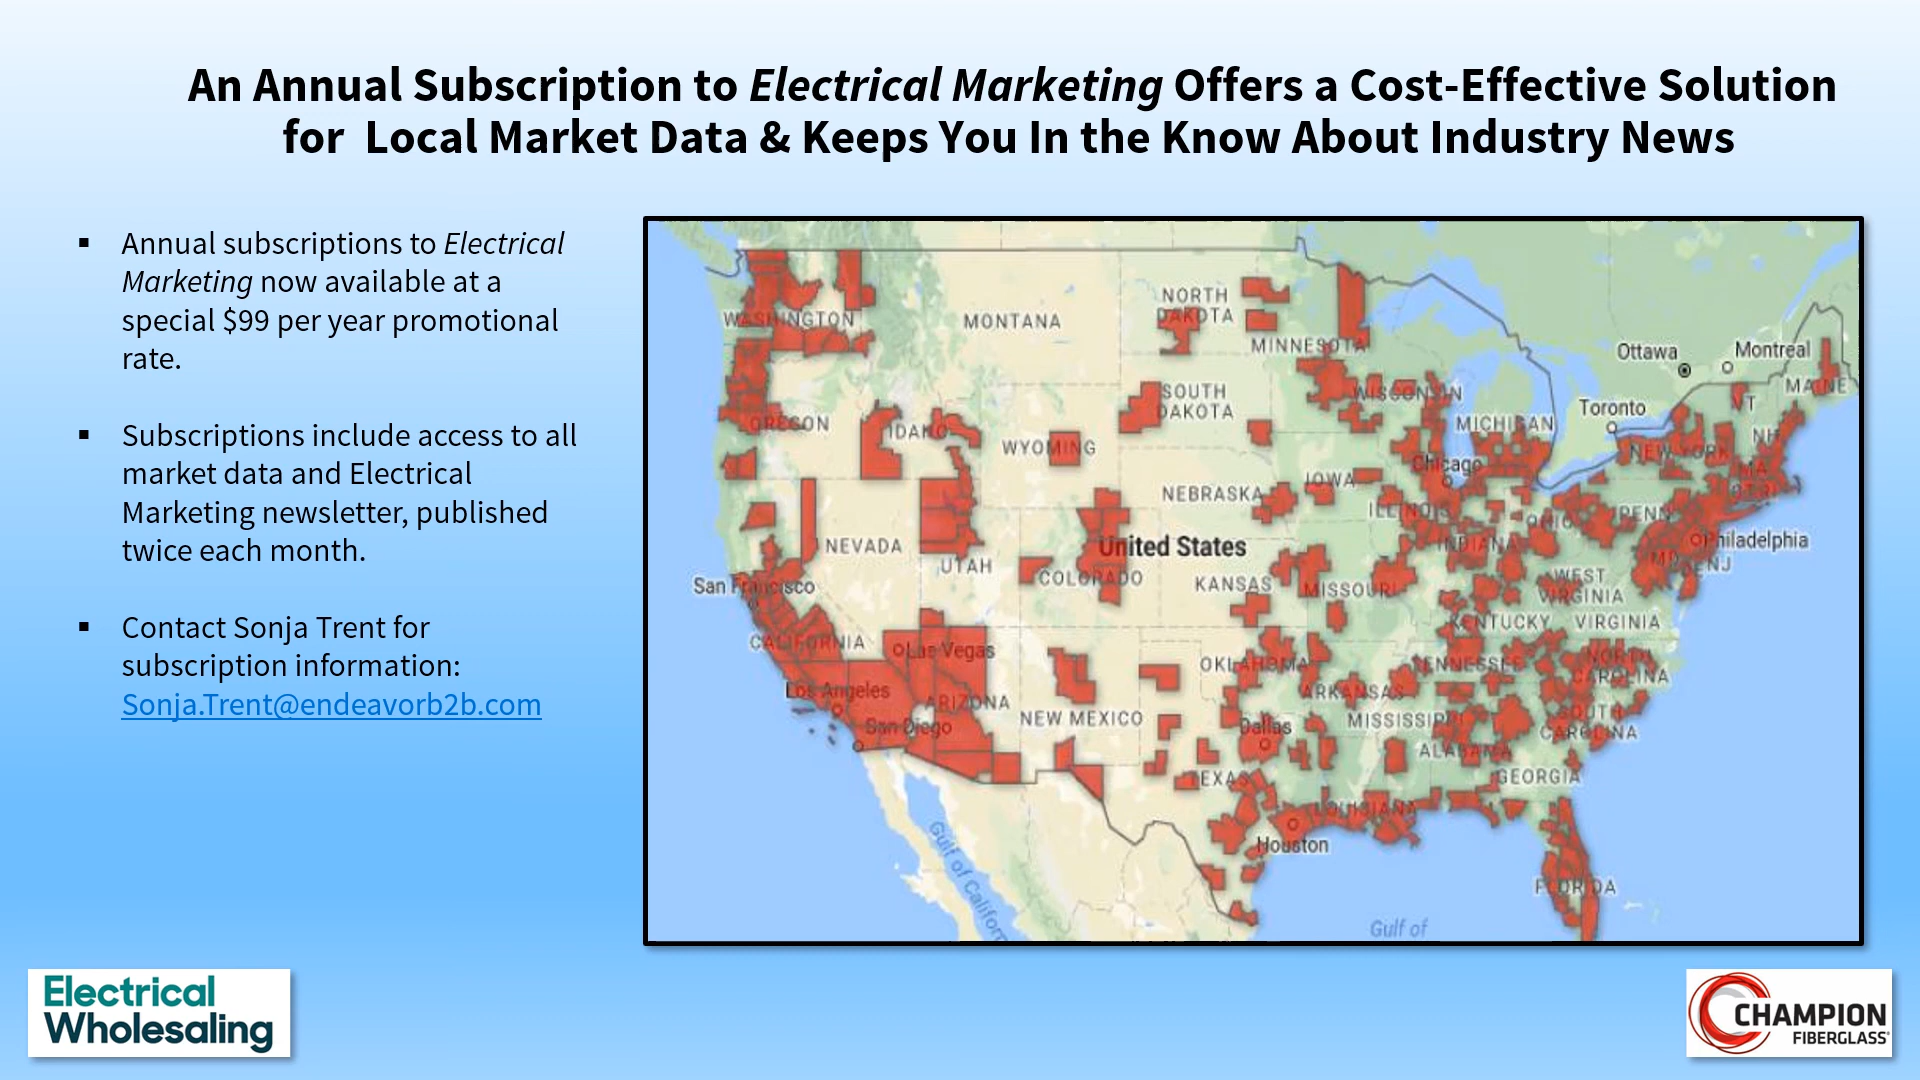 An Annual Subscription to Electrical Marketing Offers a Cost-Effective Solution
for Local Market Data & Keeps You In the Know About Industry News
▪ Annual subscriptions to Electrical
Marketing now available at a
special $99 per year promotional
rate.
▪ Subscriptions include access to all
market data and Electrical
Marketing newsletter, published
twice each month.
▪ Contact Sonja Trent for
subscription information:
Sonja.Trent@endeavorb2b.com
WASHINGTON
MONTANA
NORTH
DAKOTA
MINNESOTA
Ottawa
Montreal
MAINE
OREGON
IDAHO
WYOMING
SOUTH
DAKOTA
WISCONSIN
MICHIGAN
Toronto
VT
NH
NEW YORK
MA
Chicago
IOWA
NEBRASKA
ILLINOIS
INDIANA
OHIO
PENN
CT RI
Philadelphia
MD
DE NJ
NEVADA
UTAH
COLORADO
United States
KANSAS
MISSOURI
WEST
VIRGINIA
KENTUCKY
VIRGINIA
San Francisco
CALIFORNIA
Las Vegas
Los Angeles
ARIZONA
San Diego
NEW MEXICO
OKLAHOMA
ARKANSAS
TENNESSEE
NORTH
CAROLINA
SOUTH
CAROLINA
MISSISSIPPI
ALABAMA
GEORGIA
Dallas
TEXAS
LOUISIANA
Houston
FLORIDA
Gulf of Californ
Gulf of
Electrical
Wholesaling
CHAMPION
FIBERGLASS®